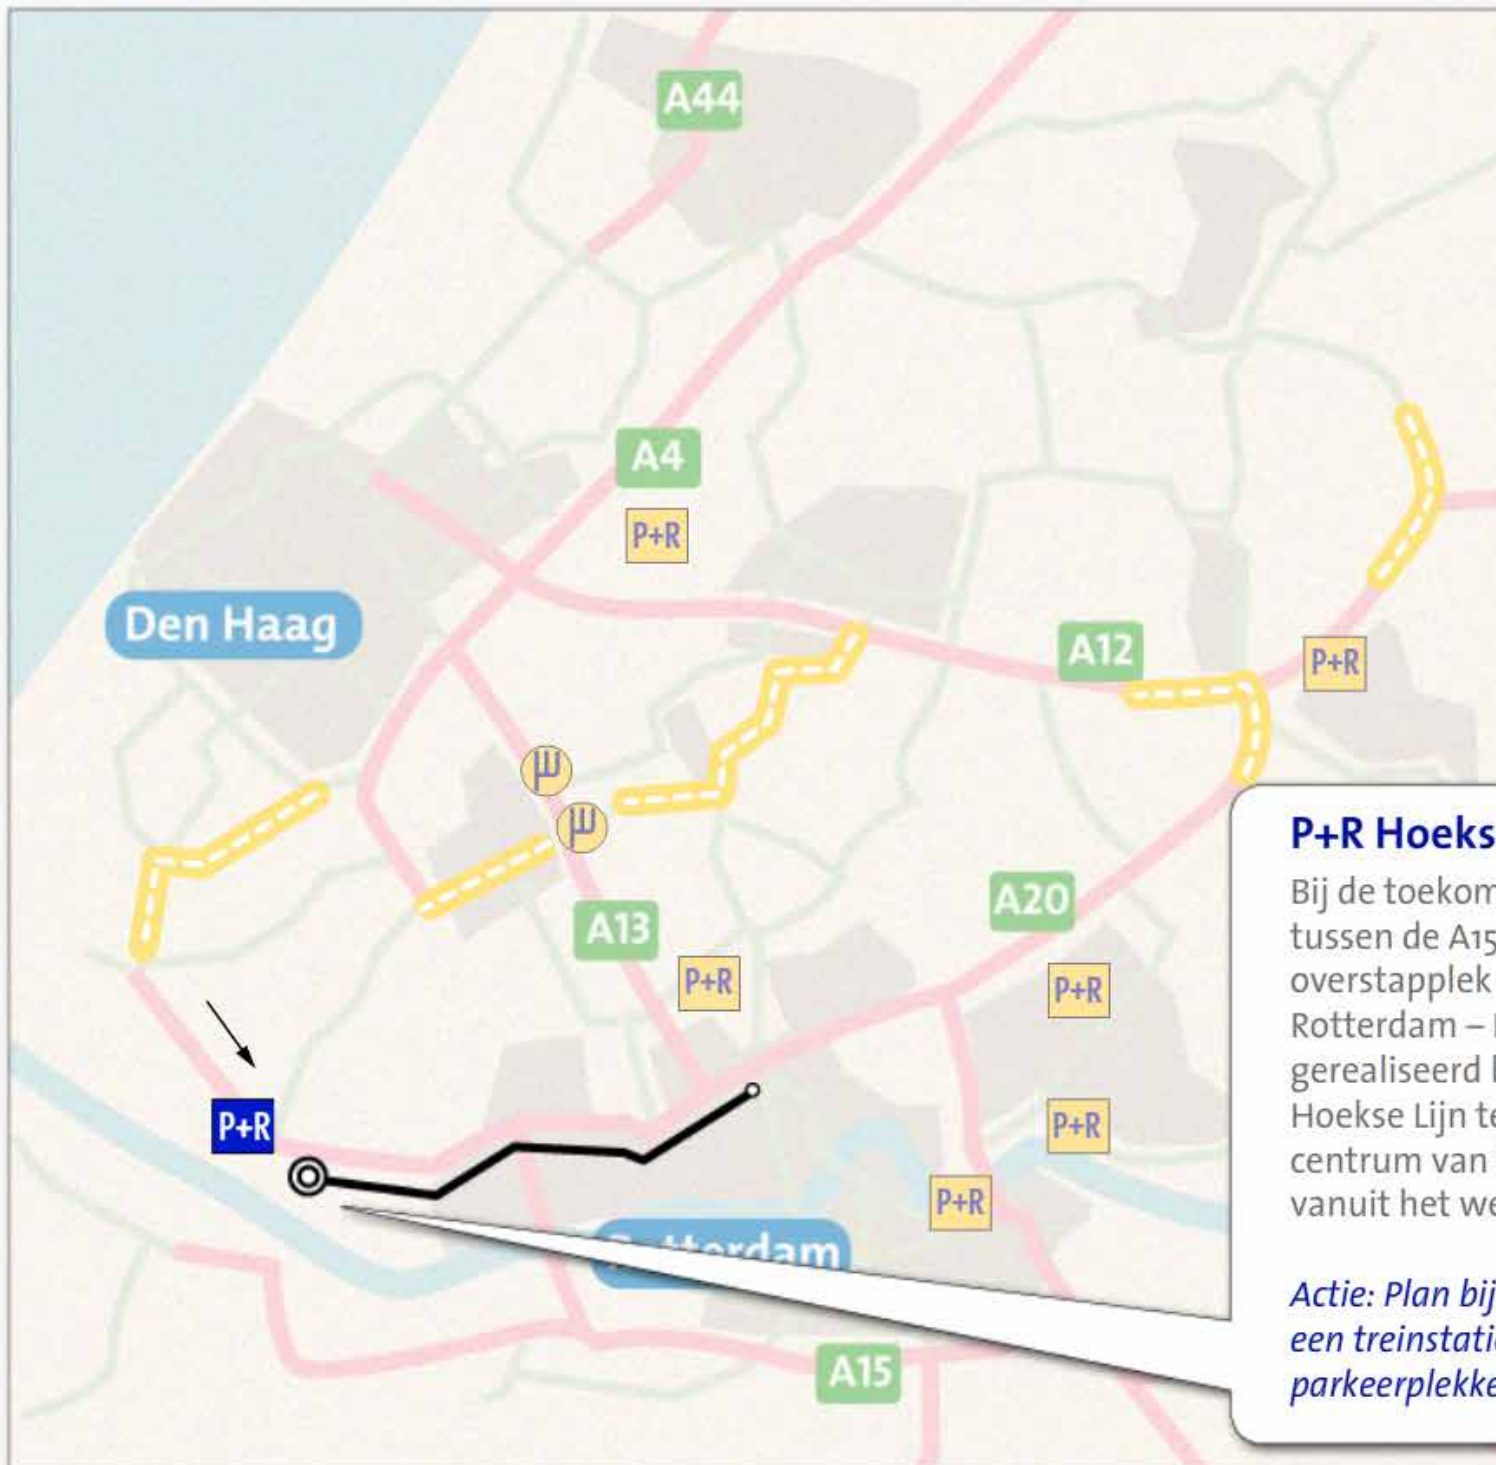 A44
A4
P+R
Den Haag
A12
P+R
A13
A20
P+R
P+R
P+R
P+R
P+R
A15
P+R Hoeks
Bij de toekom
tussen de A15
overstapplek
Rotterdam –
gerealiseerd
Hoekse Lijn te
centrum van
vanuit het we
Actie: Plan bij
een treinstati
parkeerplekke